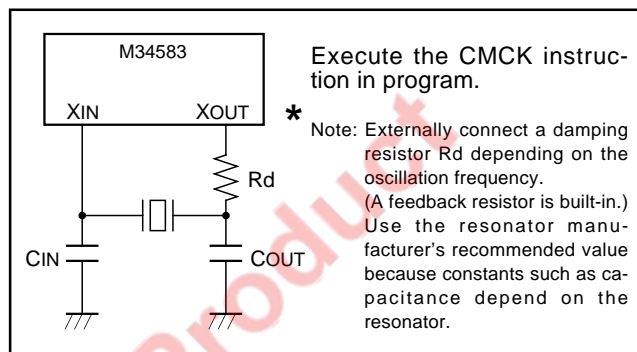 M34583
XIN
XOUT
Rd
CIN
COUT
*
Execute the CMCK instruc-
tion in program.
Note: Externally connect a damping
resistor Rd depending on the
oscillation frequency.
(A feedback resistor is built-in.)
Use the resonator manu-
facturer's recommended value
because constants such as ca-
pacitance depend on the
resonator.
Product